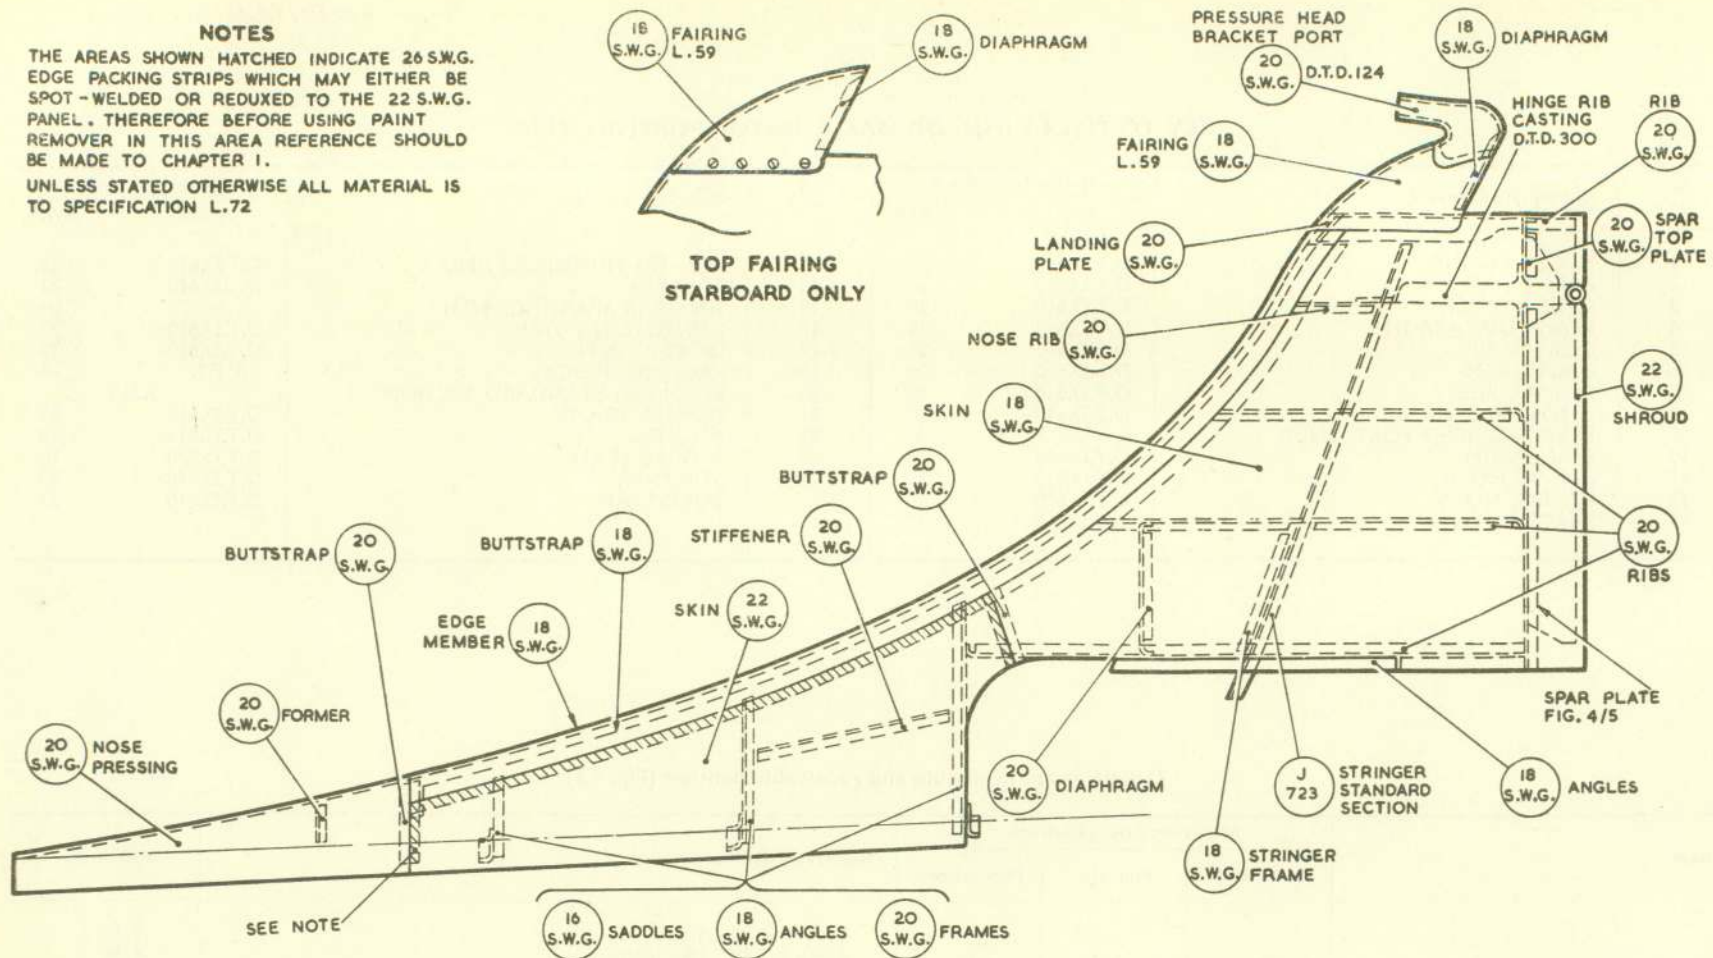 NOTES
THE AREAS SHOWN HATCHED INDICATE 26 S.W.G.
EDGE PACKING STRIPS WHICH MAY EITHER BE
SPOT-WELDED OR REDUXED TO THE 22 S.W.G.
PANEL. THEREFORE BEFORE USING PAINT
REMOVER IN THIS AREA REFERENCE SHOULD
BE MADE TO CHAPTER 1.
UNLESS STATED OTHERWISE ALL MATERIAL IS
TO SPECIFICATION L.72
18
S.W.G.
FAIRING
L.59
18
S.W.G.
DIAPHRAGM
TOP FAIRING
STARBOARD ONLY
PRESSURE HEAD
BRACKET PORT
20
S.W.G.
D.T.D.124
18
S.W.G.
DIAPHRAGM
HINGE RIB
CASTING
D.T.D.300
RIB
20
S.W.G.
FAIRING
L.59
18
S.W.G.
LANDING
PLATE
20
S.W.G.
20
S.W.G.
SPAR
TOP
PLATE
NOSE RIB
20
S.W.G.
22
S.W.G.
SHROUD
SKIN
18
S.W.G.
BUTTSTRAP
20
S.W.G.
BUTTSTRAP
20
S.W.G.
BUTTSTRAP
18
S.W.G.
STIFFENER
20
S.W.G.
20
S.W.G.
RIBS
SKIN
22
S.W.G.
EDGE
MEMBER
18
S.W.G.
20
S.W.G.
FORMER
20
S.W.G.
NOSE
PRESSING
SPAR PLATE
FIG. 4/5
20
S.W.G.
DIAPHRAGM
J
723
STRINGER
STANDARD
SECTION
18
S.W.G.
ANGLES
18
S.W.G.
STRINGER
FRAME
SEE NOTE
16
S.W.G.
SADDLES
18
S.W.G.
ANGLES
20
S.W.G.
FRAMES